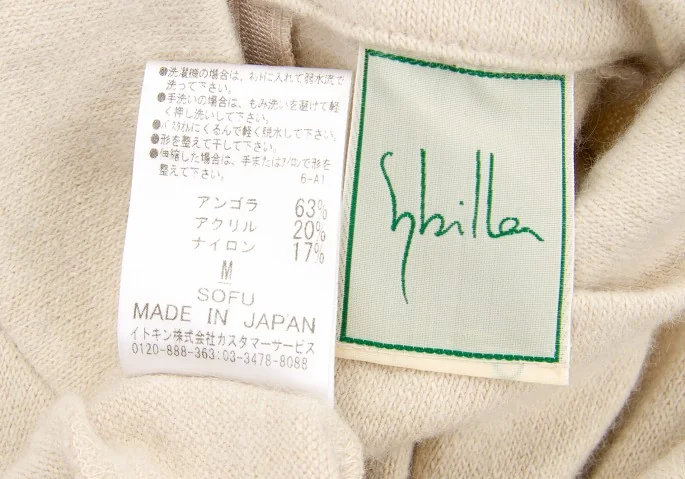 ●洗濯機の場合は、ネットに入れて弱水流で
洗って下さい。
●手洗いの場合は、もみ洗いを避けて軽
く押し洗いして下さい。
●バスタオルにくるんで軽く脱水して下さい。
●形を整えて干して下さい。
●伸縮した場合は、手またはアイロンで形を
整えて下さい。
6-A1
アンゴラ 63%
アクリル 20%
ナイロン 17%
M
SOFU
MADE IN JAPAN
イトキン株式会社カスタマーサービス
0120-888-363:03-3478-8088
Sybilla